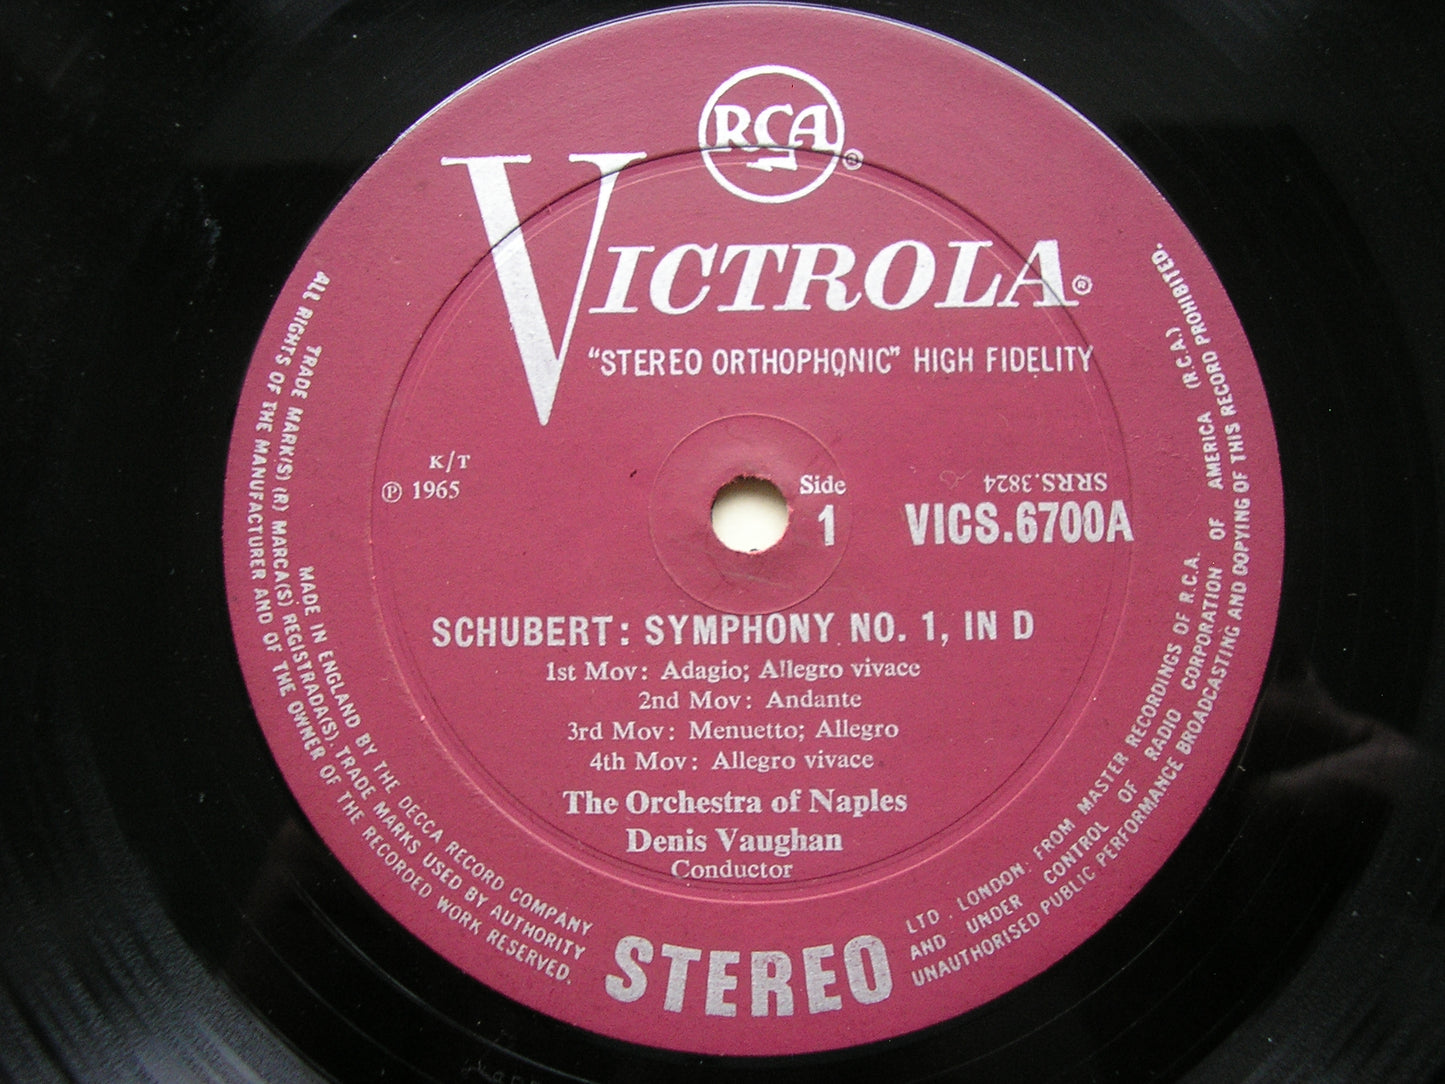 RCA ®
VICTROLA®
"STEREO ORTHOPHONIC" HIGH FIDELITY
K/T
℗ 1965
Side
1
SRRS.3824
VICS.6700A
SCHUBERT: SYMPHONY NO. 1, IN D
1st Mov: Adagio; Allegro vivace
2nd Mov: Andante
3rd Mov: Menuetto; Allegro
4th Mov: Allegro vivace
The Orchestra of Naples
Denis Vaughan
Conductor
STEREO
MADE IN ENGLAND BY THE DECCA RECORD COMPANY LTD. LONDON: FROM MASTER RECORDINGS OF R.C.A.
TRADE MARK(S) (R) MARCA(S) REGISTRADA(S). TRADE MARKS USED BY AUTHORITY AND UNDER CONTROL OF RADIO CORPORATION OF AMERICA (R.C.A.)
ALL RIGHTS OF THE MANUFACTURER AND OF THE OWNER OF THE RECORDED WORK RESERVED. UNAUTHORISED PUBLIC PERFORMANCE BROADCASTING AND COPYING OF THIS RECORD PROHIBITED.